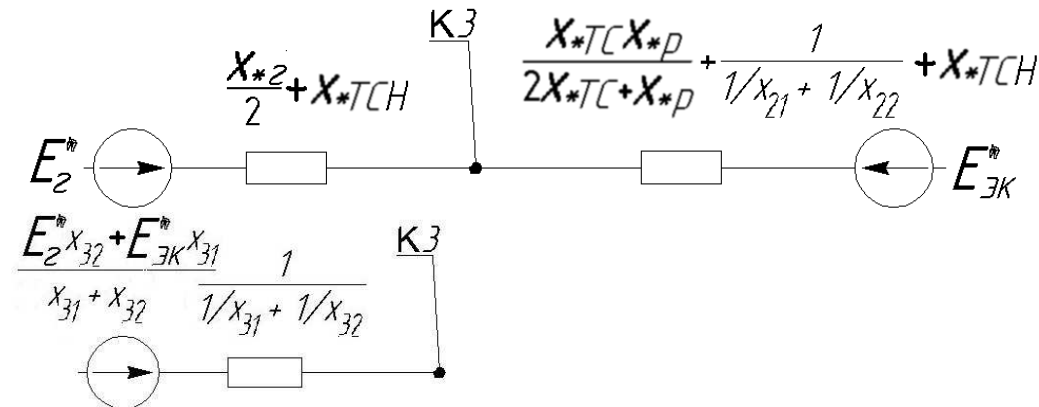 К3
X*г/2 + X*ТСН
X*ТС X*р / (2X*ТС + X*р) + 1/(1/x21 + 1/x22) + X*ТСН
E"г
E"ЭК
(E"г x32 + E"ЭК x31) / (x31 + x32)
1/(1/x31 + 1/x32)
К3